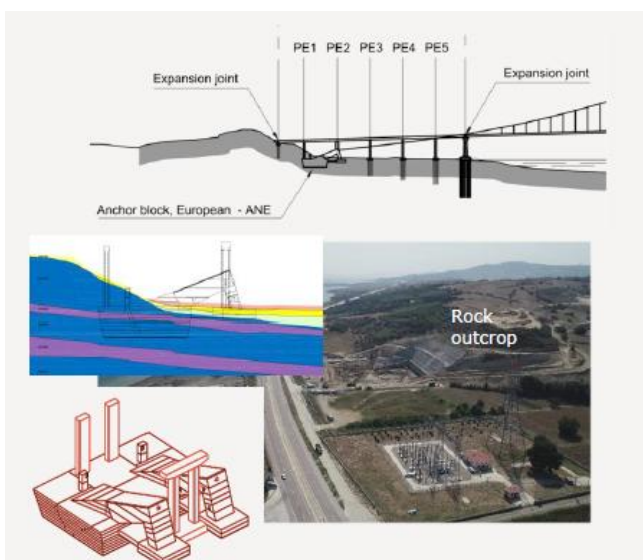 PE1 PE2 PE3 PE4 PE5
Expansion joint
Expansion joint
Anchor block, European - ANE
Rock
outcrop